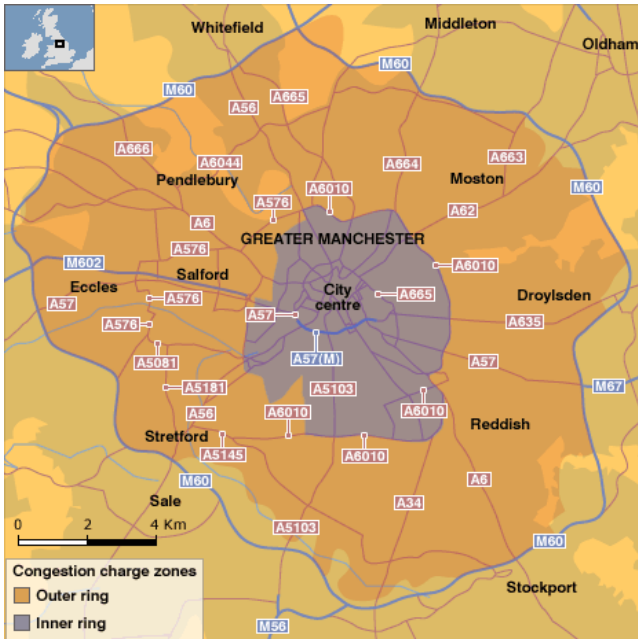 Whitefield
Middleton
Oldham
M60
M60
A56
A665
A666
A6044
A664
A663
Pendlebury
Moston
M60
A576
A6010
A6
A62
A576
GREATER MANCHESTER
M602
Salford
A6010
Eccles
City
centre
A665
Droylsden
A57
A576
A57
A576
A635
A57(M)
A5081
A57
A5181
A5103
M67
A56
A6010
A6010
Reddish
Stretford
A5145
A6010
M60
A6
Sale
A34
0 2 4 Km
A5103
M60
Congestion charge zones
Outer ring
Inner ring
Stockport
M56